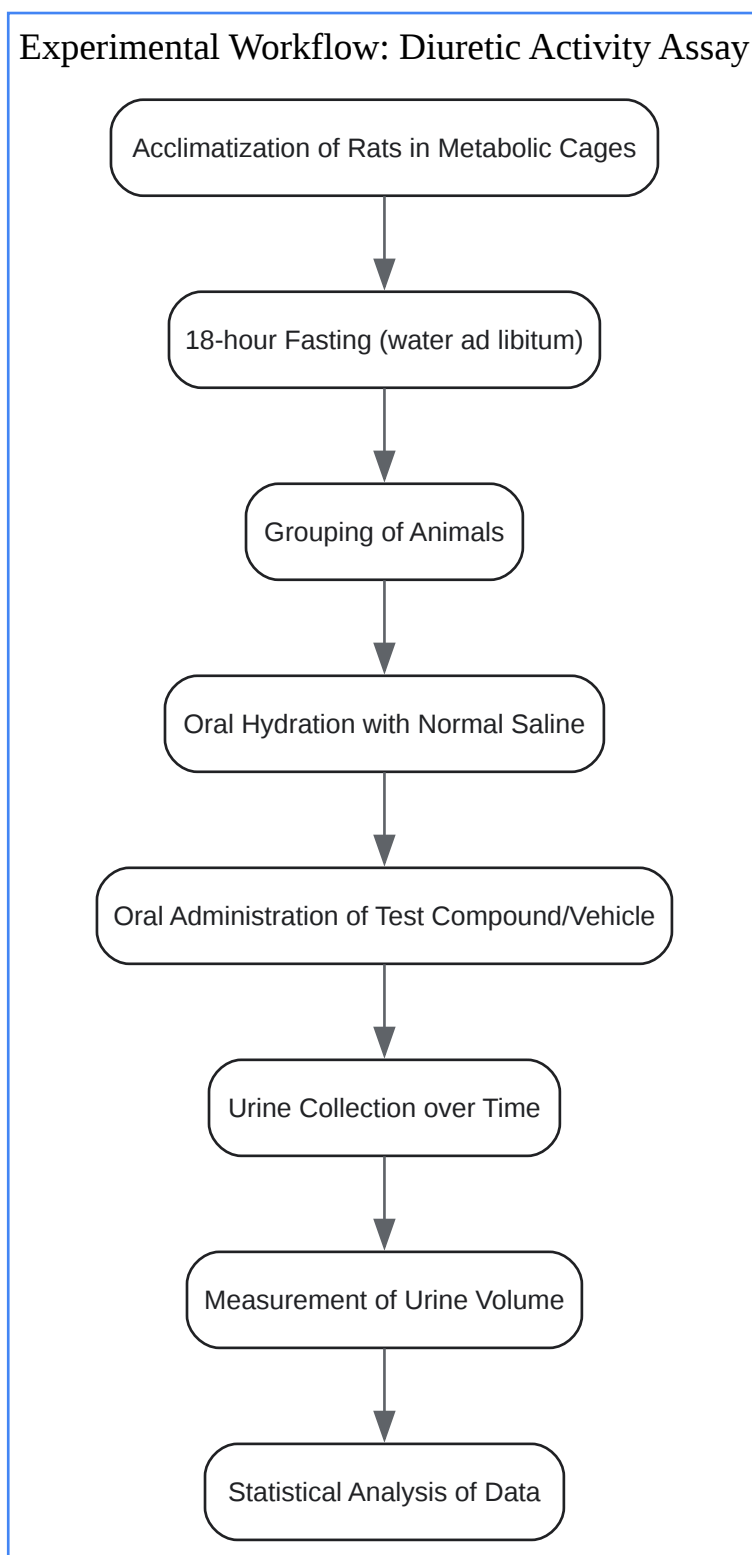 Experimental Workflow: Diuretic Activity Assay
Acclimatization of Rats in Metabolic Cages
18-hour Fasting (water ad libitum)
Grouping of Animals
Oral Hydration with Normal Saline
Oral Administration of Test Compound/Vehicle
Urine Collection over Time
Measurement of Urine Volume
Statistical Analysis of Data